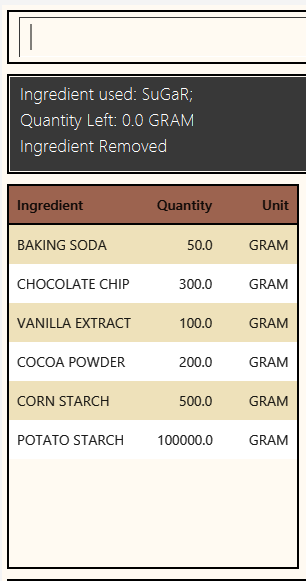 Ingredient used: SuGaR;
Quantity Left: 0.0 GRAM
Ingredient Removed
Ingredient Quantity Unit
BAKING SODA 50.0 GRAM
CHOCOLATE CHIP 300.0 GRAM
VANILLA EXTRACT 100.0 GRAM
COCOA POWDER 200.0 GRAM
CORN STARCH 500.0 GRAM
POTATO STARCH 100000.0 GRAM